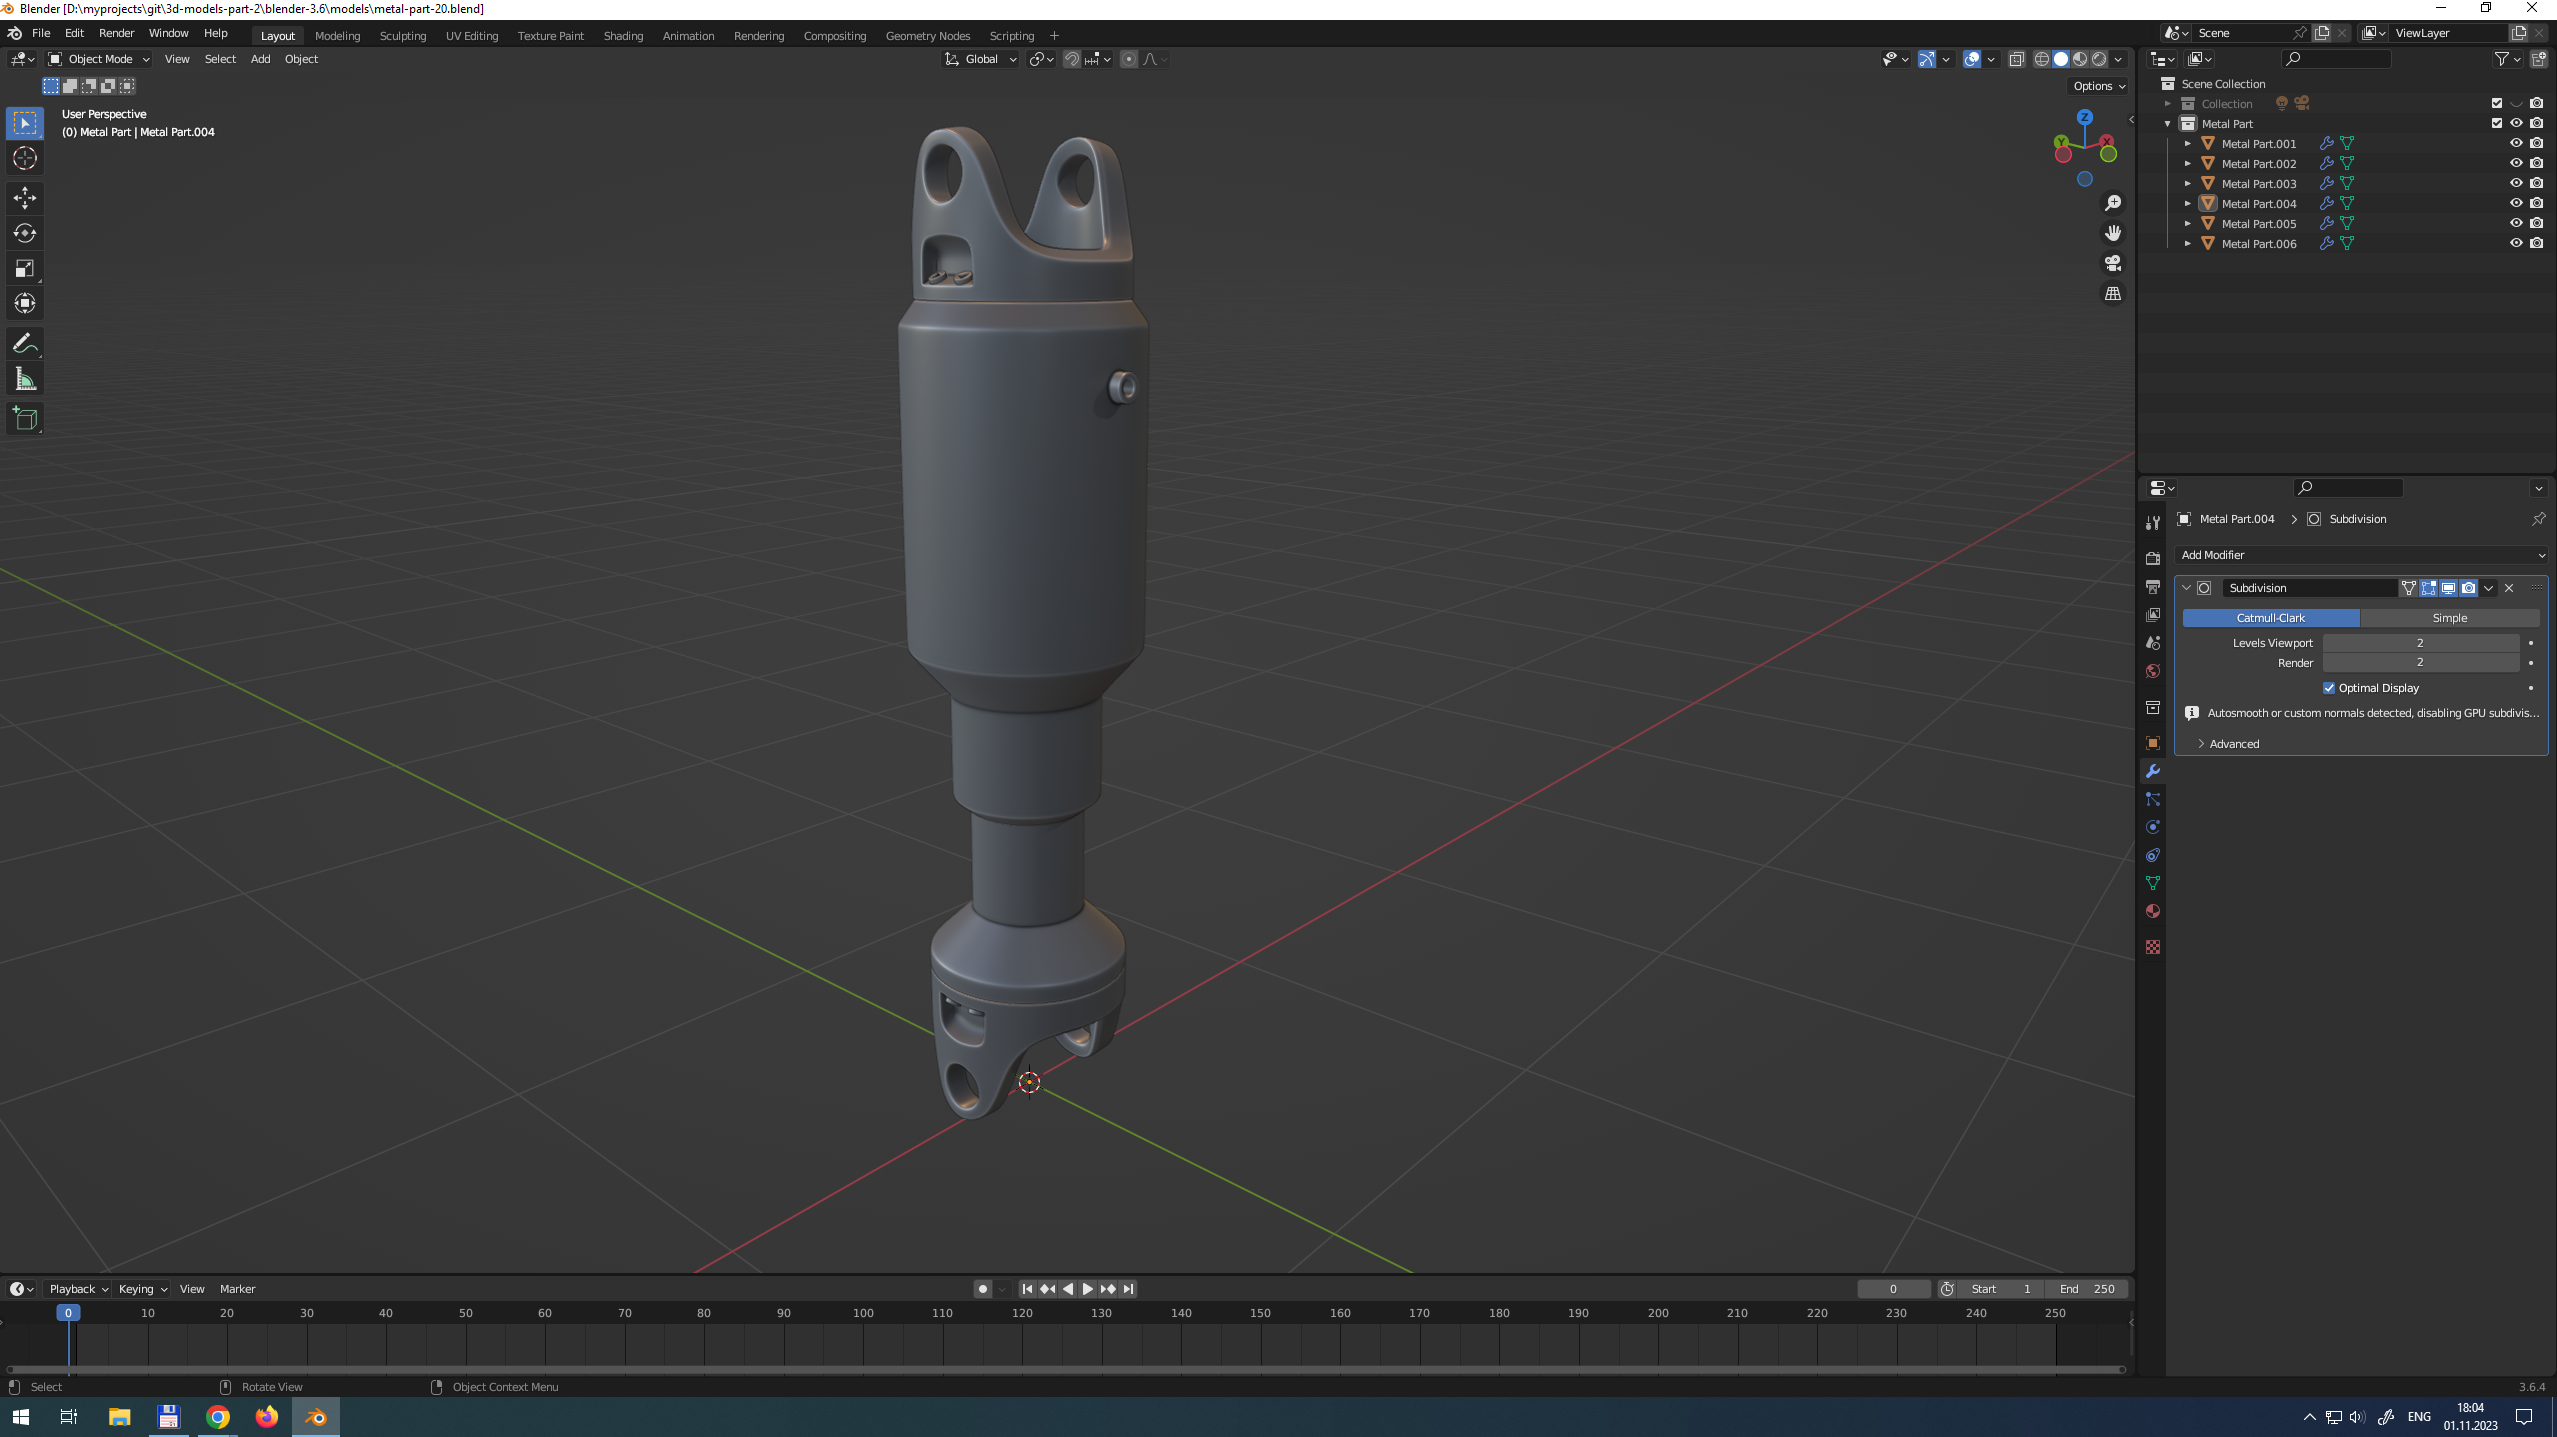 Blender [D:\myprojects\git\3d-models-part-2\blender-3.6\models\metal-part-20.blend]
File Edit Render Window Help Layout Modeling Sculpting UV Editing Texture Paint Shading Animation Rendering Compositing Geometry Nodes Scripting + Scene ViewLayer
Object Mode View Select Add Object Global
Options
User Perspective
(0) Metal Part | Metal Part.004
Z
Y X
Scene Collection
Collection
Metal Part
Metal Part.001
Metal Part.002
Metal Part.003
Metal Part.004
Metal Part.005
Metal Part.006
Metal Part.004 > Subdivision
Add Modifier
Subdivision
Catmull-Clark Simple
Levels Viewport 2
Render 2
Optimal Display
Autosmooth or custom normals detected, disabling GPU subdivis...
Advanced
Playback Keying View Marker 0 Start 1 End 250
0 10 20 30 40 50 60 70 80 90 100 110 120 130 140 150 160 170 180 190 200 210 220 230 240 250
Select Rotate View Object Context Menu 3.6.4
ENG 18:04
01.11.2023